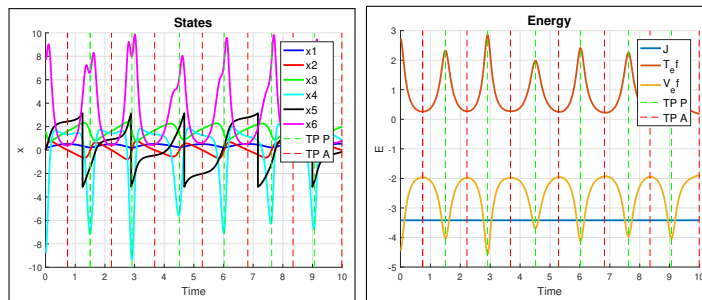 States
10
8
6
4
2
0
-2
-4
-6
-8
-10
x
0 1 2 3 4 5 6 7 8 9 10
Time
x1
x2
x3
x4
x5
x6
TP P
TP A
Energy
3
2
1
0
-1
-2
-3
-4
-5
E
0 1 2 3 4 5 6 7 8 9 10
Time
J
T_ef
V_ef
TP P
TP A